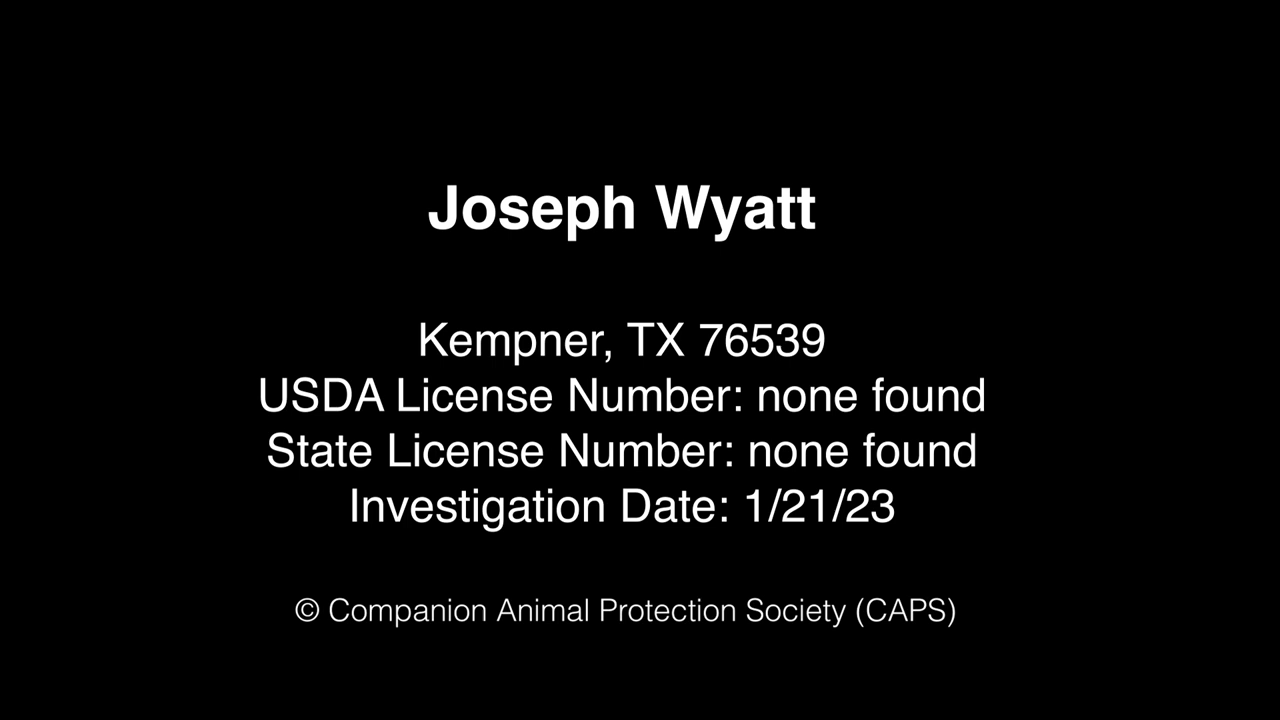 Joseph Wyatt
Kempner, TX 76539
USDA License Number: none found
State License Number: none found
Investigation Date: 1/21/23
© Companion Animal Protection Society (CAPS)